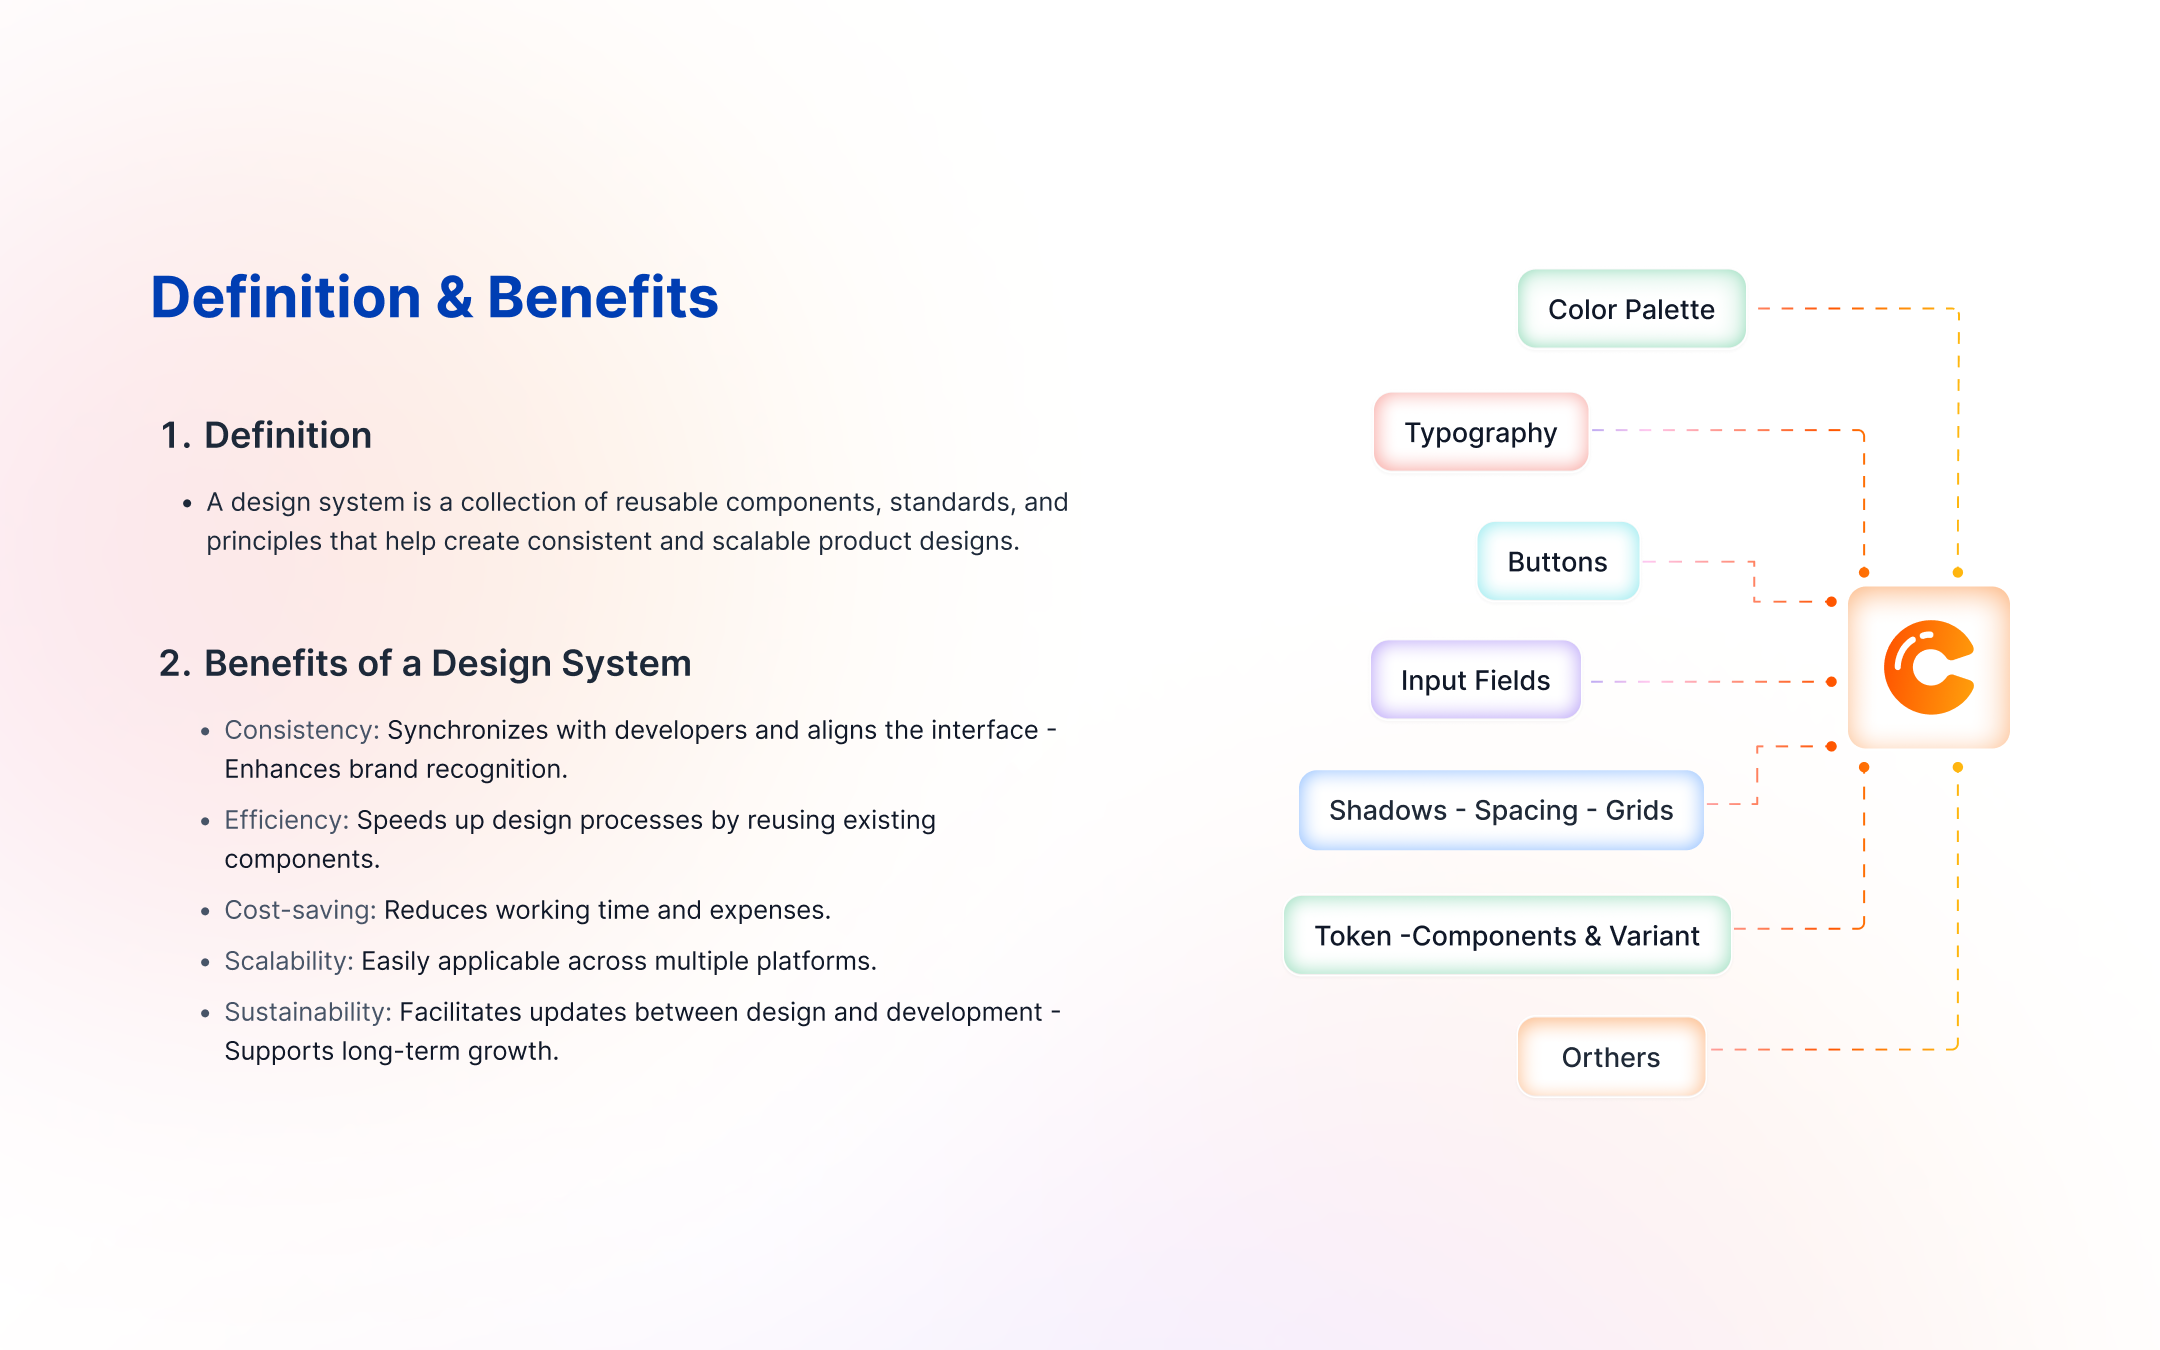 Definition & Benefits
1. Definition
• A design system is a collection of reusable components, standards, and
principles that help create consistent and scalable product designs.
2. Benefits of a Design System
• Consistency: Synchronizes with developers and aligns the interface -
Enhances brand recognition.
• Efficiency: Speeds up design processes by reusing existing
components.
• Cost-saving: Reduces working time and expenses.
• Scalability: Easily applicable across multiple platforms.
• Sustainability: Facilitates updates between design and development -
Supports long-term growth.
Color Palette
Typography
Buttons
Input Fields
Shadows - Spacing - Grids
Token -Components & Variant
Orthers
C